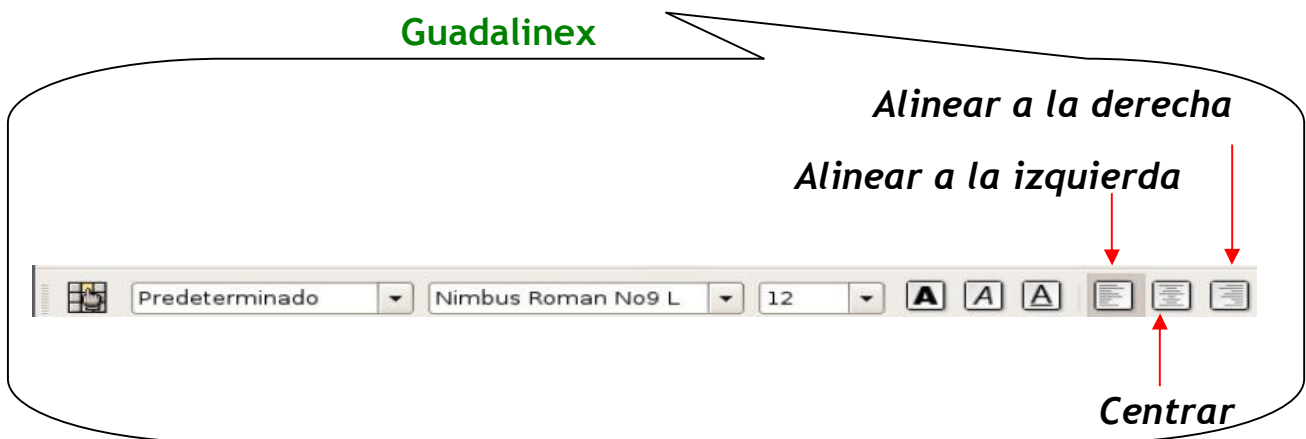 Guadalinex
Alinear a la derecha
Alinear a la izquierda
Predeterminado Nimbus Roman No9 L 12 A A A
Centrar